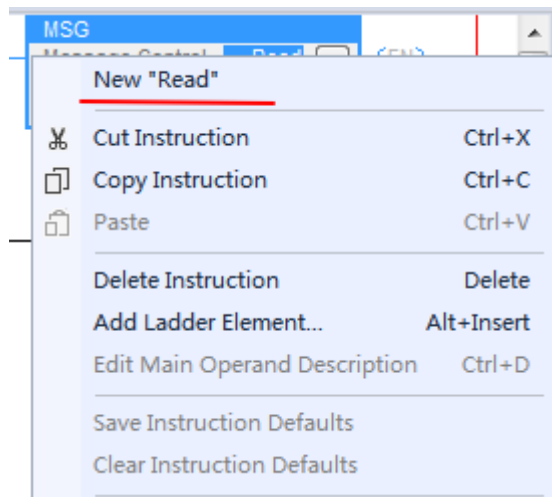 MSG
New "Read"
Cut Instruction Ctrl+X
Copy Instruction Ctrl+C
Paste Ctrl+V
Delete Instruction Delete
Add Ladder Element... Alt+Insert
Edit Main Operand Description Ctrl+D
Save Instruction Defaults
Clear Instruction Defaults